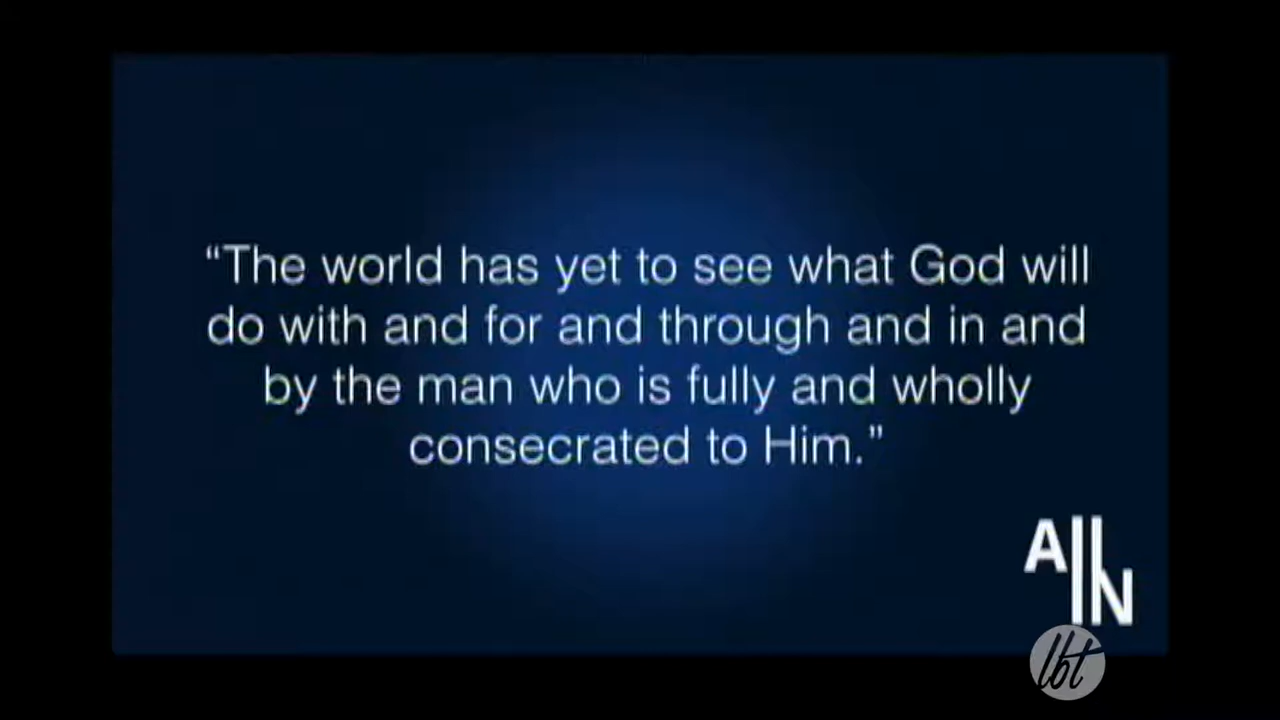 “The world has yet to see what God will
do with and for and through and in and
by the man who is fully and wholly
consecrated to Him.”
ALL
IN
lbt